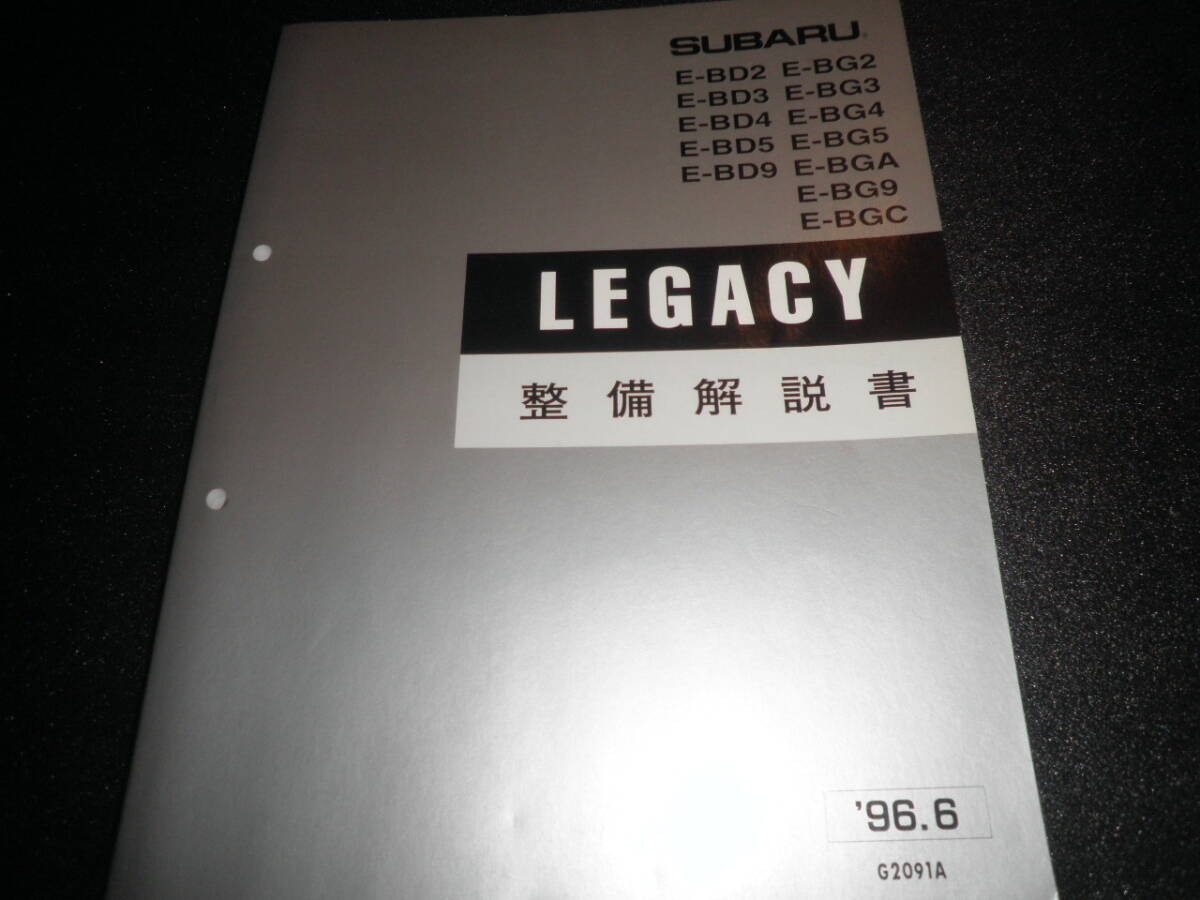 SUBARU
E-BD2 E-BG2
E-BD3 E-BG3
E-BD4 E-BG4
E-BD5 E-BG5
E-BD9 E-BGA
E-BG9
E-BGC
LEGACY
整備解説書
'96.6
G2091A